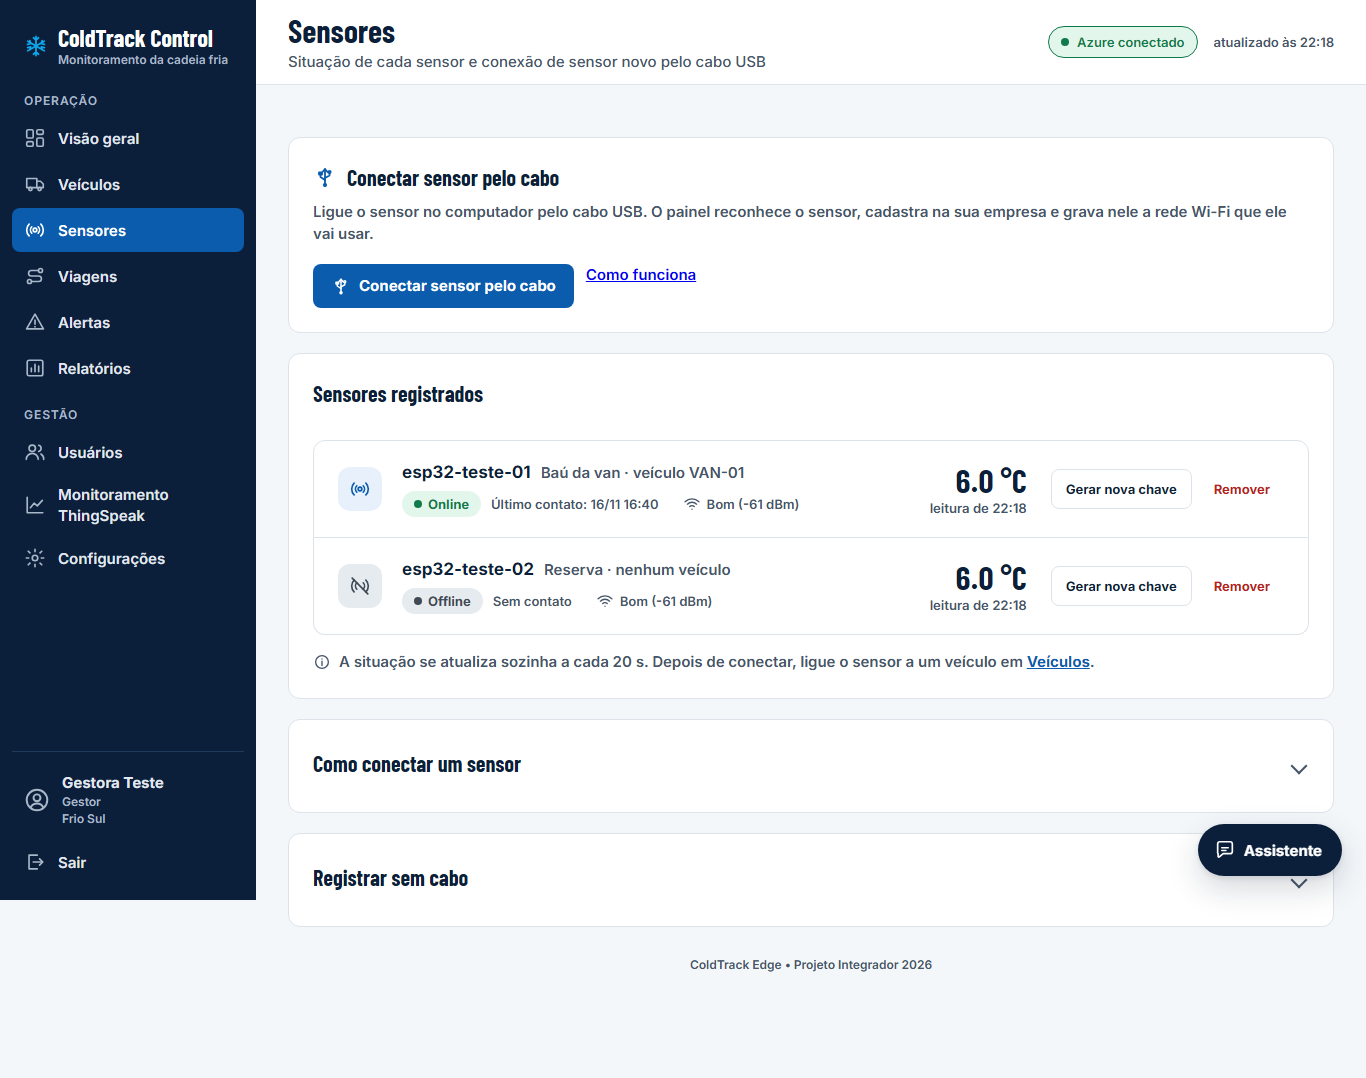 ColdTrack Control
Monitoramento da cadeia fria
OPERAÇÃO
Visão geral
Veículos
Sensores
Viagens
Alertas
Relatórios
GESTÃO
Usuários
Monitoramento
ThingSpeak
Configurações
Gestora Teste
Gestor
Frio Sul
Sair
Sensores
Situação de cada sensor e conexão de sensor novo pelo cabo USB
Azure conectado
atualizado às 22:18
Conectar sensor pelo cabo
Ligue o sensor no computador pelo cabo USB. O painel reconhece o sensor, cadastra na sua empresa e grava nele a rede Wi-Fi que ele
vai usar.
Conectar sensor pelo cabo
Como funciona
Sensores registrados
esp32-teste-01 Baú da van · veículo VAN-01
Online Último contato: 16/11 16:40 Bom (-61 dBm)
6.0 °C
leitura de 22:18
Gerar nova chave
Remover
esp32-teste-02 Reserva · nenhum veículo
Offline Sem contato Bom (-61 dBm)
6.0 °C
leitura de 22:18
Gerar nova chave
Remover
A situação se atualiza sozinha a cada 20 s. Depois de conectar, ligue o sensor a um veículo em Veículos.
Como conectar um sensor
Registrar sem cabo
Assistente
ColdTrack Edge • Projeto Integrador 2026